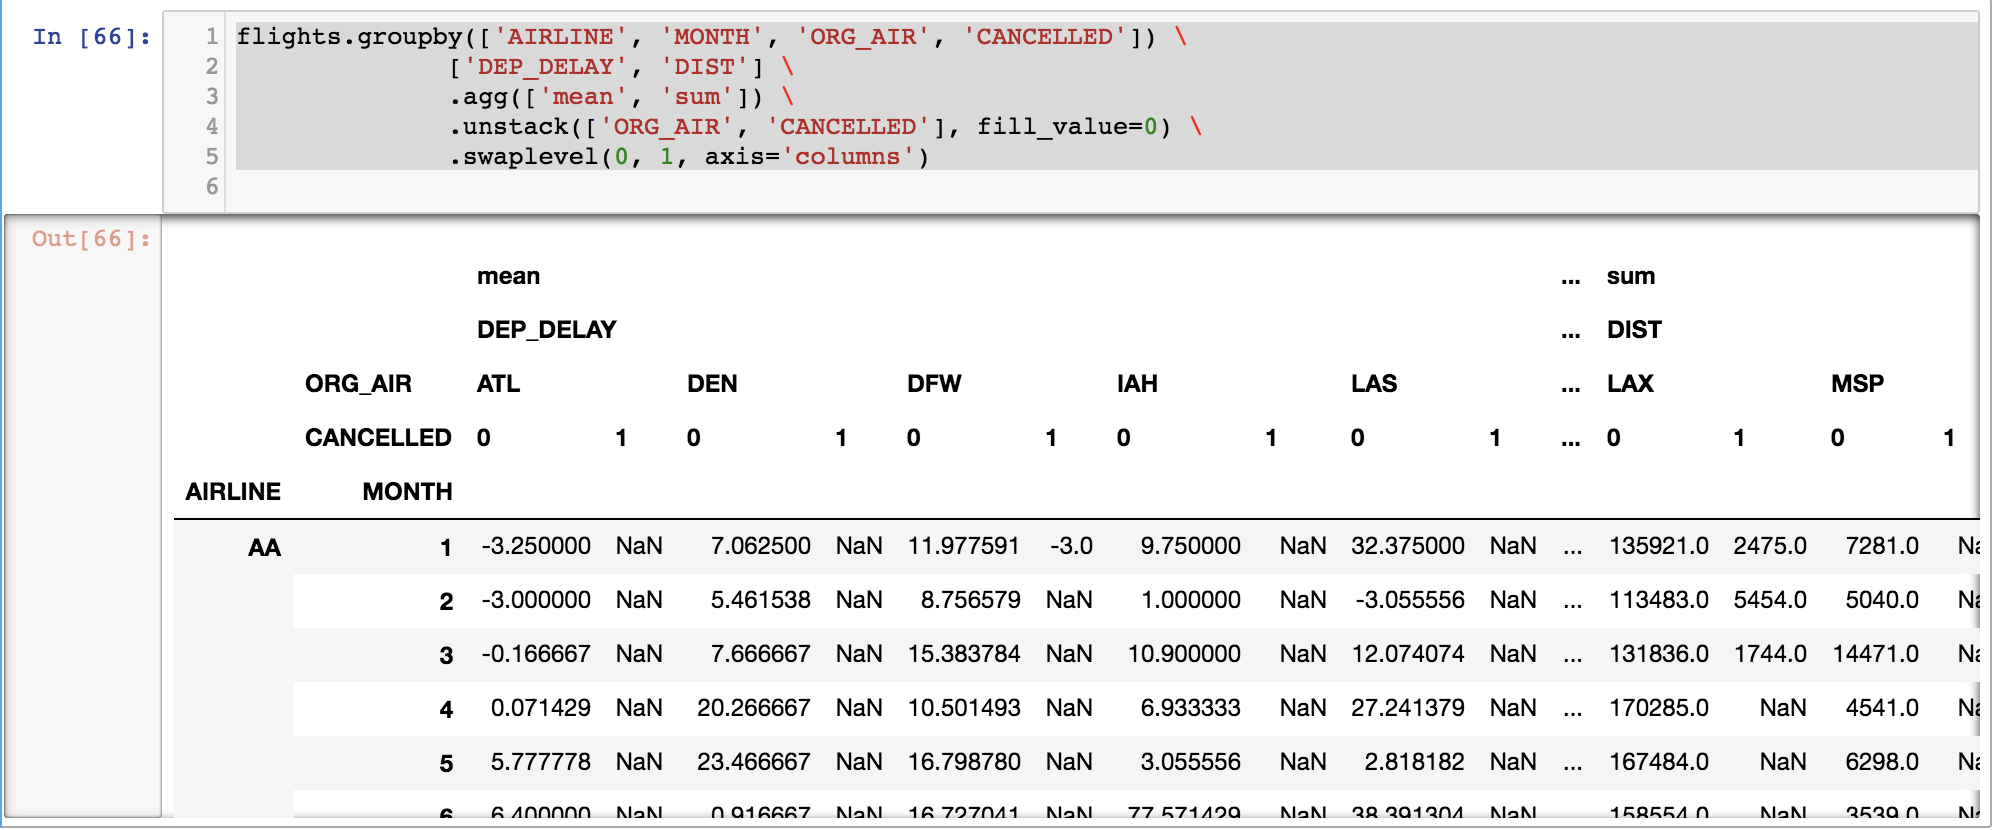 In [66]:
1 flights.groupby(['AIRLINE', 'MONTH', 'ORG_AIR', 'CANCELLED']) \
2 ['DEP_DELAY', 'DIST'] \
3 .agg(['mean', 'sum']) \
4 .unstack(['ORG_AIR', 'CANCELLED'], fill_value=0) \
5 .swaplevel(0, 1, axis='columns')
6
Out[66]:
mean ... sum
DEP_DELAY ... DIST
ORG_AIR ATL DEN DFW IAH LAS ... LAX MSP
CANCELLED 0 1 0 1 0 1 0 1 0 1 ... 0 1 0 1
AIRLINE MONTH
AA 1 -3.250000 NaN 7.062500 NaN 11.977591 -3.0 9.750000 NaN 32.375000 NaN ... 135921.0 2475.0 7281.0
2 -3.000000 NaN 5.461538 NaN 8.756579 NaN 1.000000 NaN -3.055556 NaN ... 113483.0 5454.0 5040.0
3 -0.166667 NaN 7.666667 NaN 15.383784 NaN 10.900000 NaN 12.074074 NaN ... 131836.0 1744.0 14471.0
4 0.071429 NaN 20.266667 NaN 10.501493 NaN 6.933333 NaN 27.241379 NaN ... 170285.0 NaN 4541.0
5 5.777778 NaN 23.466667 NaN 16.798780 NaN 3.055556 NaN 2.818182 NaN ... 167484.0 NaN 6298.0
6 6.400000 NaN 0.916667 NaN 16.727041 NaN 77.571429 NaN 38.391304 NaN ... 158554.0 NaN 3539.0